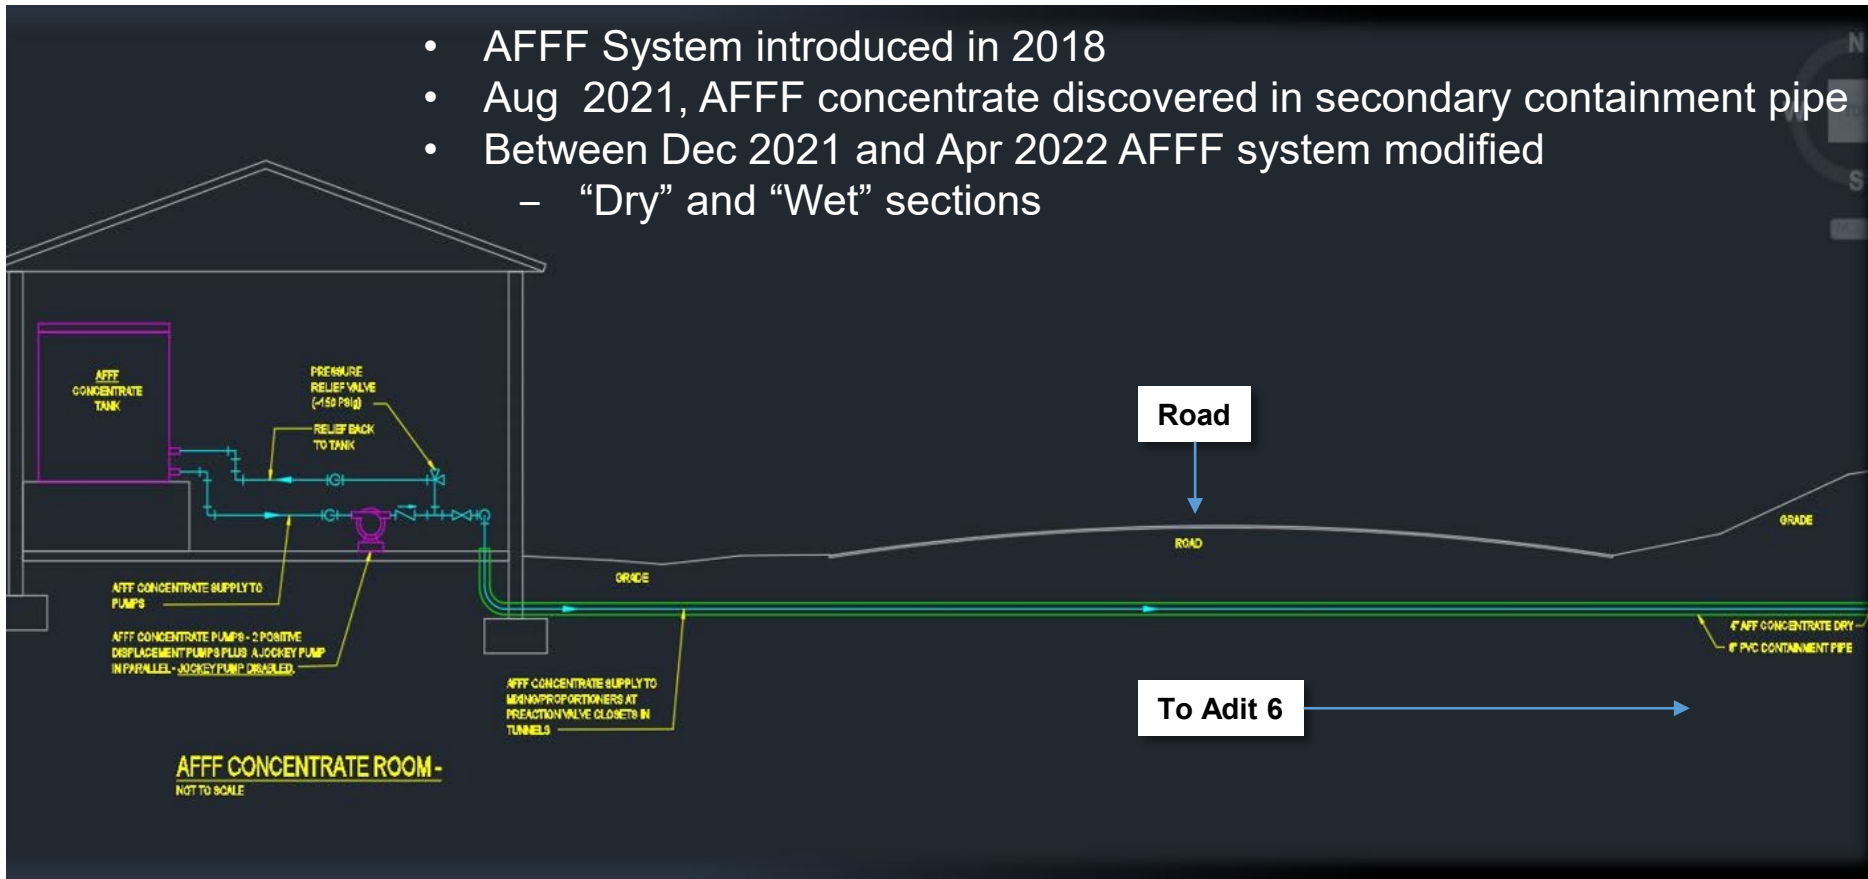 • AFFF System introduced in 2018
• Aug 2021, AFFF concentrate discovered in secondary containment pipe
• Between Dec 2021 and Apr 2022 AFFF system modified
– “Dry” and “Wet” sections
N
W
S
AFFF
CONCENTRATE
TANK
PRESSURE
RELIEF VALVE
(~150 PSIg)
RELIEF BACK
TO TANK
Road
ROAD
GRADE
GRADE
AFFF CONCENTRATE SUPPLY TO
PUMPS
AFFF CONCENTRATE PUMPS - 2 POSITIVE
DISPLACEMENT PUMPS PLUS A JOCKEY PUMP
IN PARALLEL - JOCKEY PUMP DISABLED.
4" AFF CONCENTRATE DRY
PVC CONTAINMENT PIPE
AFFF CONCENTRATE SUPPLY TO
MIXING/PROPORTIONERS AT
PREACTION VALVE CLOSETS IN
TUNNELS
To Adit 6
AFFF CONCENTRATE ROOM -
NOT TO SCALE